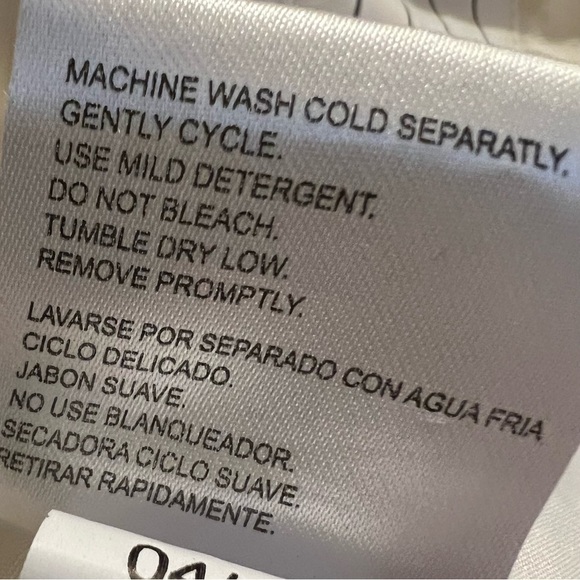 MACHINE WASH COLD SEPARATLY.
GENTLY CYCLE.
USE MILD DETERGENT.
DO NOT BLEACH.
TUMBLE DRY LOW.
REMOVE PROMPTLY.
LAVARSE POR SEPARADO CON AGUA FRIA
CICLO DELICADO.
JABON SUAVE.
NO USE BLANQUEADOR.
SECADORA CICLO SUAVE.
RETIRAR RAPIDAMENTE.
04/